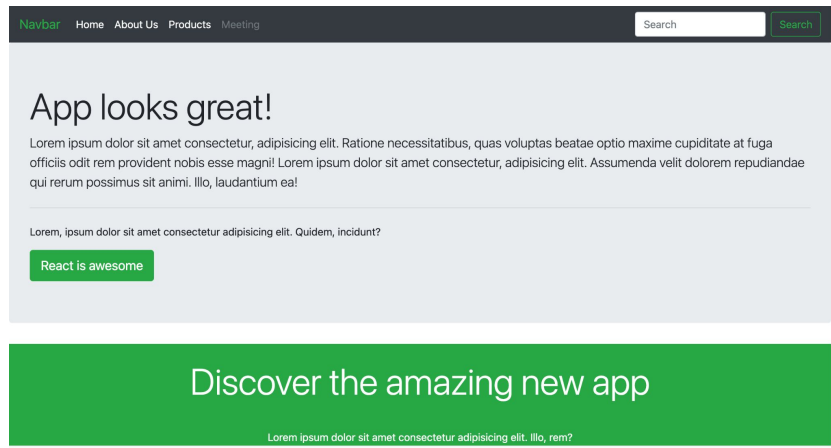 Navbar Home About Us Products Meeting Search Search
App looks great!
Lorem ipsum dolor sit amet consectetur, adipisicing elit. Ratione necessitatibus, quas voluptas beatae optio maxime cupiditate at fuga
officiis odit rem provident nobis esse magni! Lorem ipsum dolor sit amet consectetur, adipisicing elit. Assumenda velit dolorem repudiandae
qui rerum possimus sit animi. Illo, laudantium ea!
Lorem, ipsum dolor sit amet consectetur adipisicing elit. Quidem, incidunt?
React is awesome
Discover the amazing new app
Lorem ipsum dolor sit amet consectetur adipisicing elit. Illo, rem?